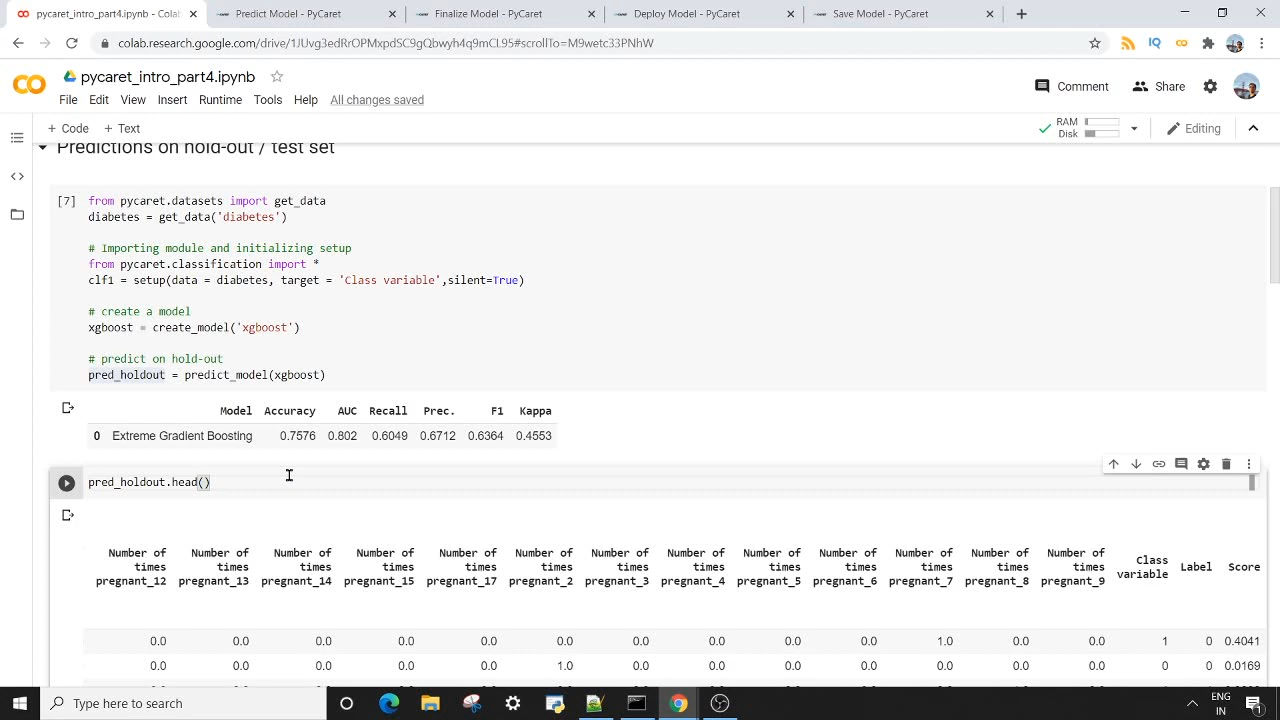 pycaret_intro_part4.ipynb - Colab
Predict Model - PyCaret
Finalize Model - PyCaret
Deploy Model - PyCaret
Save Model - PyCaret
colab.research.google.com/drive/1JUvg3edRrOPMxpdSC9gQbwyh4q9mCL95#scrollTo=M9wetc33PNhW
IQ
pycaret_intro_part4.ipynb
File Edit View Insert Runtime Tools Help All changes saved
Comment Share
+ Code + Text
RAM
Disk
Editing
Predictions on hold-out / test set
[7] from pycaret.datasets import get_data
diabetes = get_data('diabetes')
# Importing module and initializing setup
from pycaret.classification import *
clf1 = setup(data = diabetes, target = 'Class variable',silent=True)
# create a model
xgboost = create_model('xgboost')
# predict on hold-out
pred_holdout = predict_model(xgboost)
Model Accuracy AUC Recall Prec. F1 Kappa
0 Extreme Gradient Boosting 0.7576 0.802 0.6049 0.6712 0.6364 0.4553
pred_holdout.head()
Number of times pregnant_12 Number of times pregnant_13 Number of times pregnant_14 Number of times pregnant_15 Number of times pregnant_17 Number of times pregnant_2 Number of times pregnant_3 Number of times pregnant_4 Number of times pregnant_5 Number of times pregnant_6 Number of times pregnant_7 Number of times pregnant_8 Number of times pregnant_9 Class variable Label Score
0.0 0.0 0.0 0.0 0.0 0.0 0.0 0.0 0.0 0.0 1.0 0.0 0.0 1 0 0.4041
0.0 0.0 0.0 0.0 0.0 1.0 0.0 0.0 0.0 0.0 0.0 0.0 0.0 0 0 0.0169
Type here to search
ENG
IN